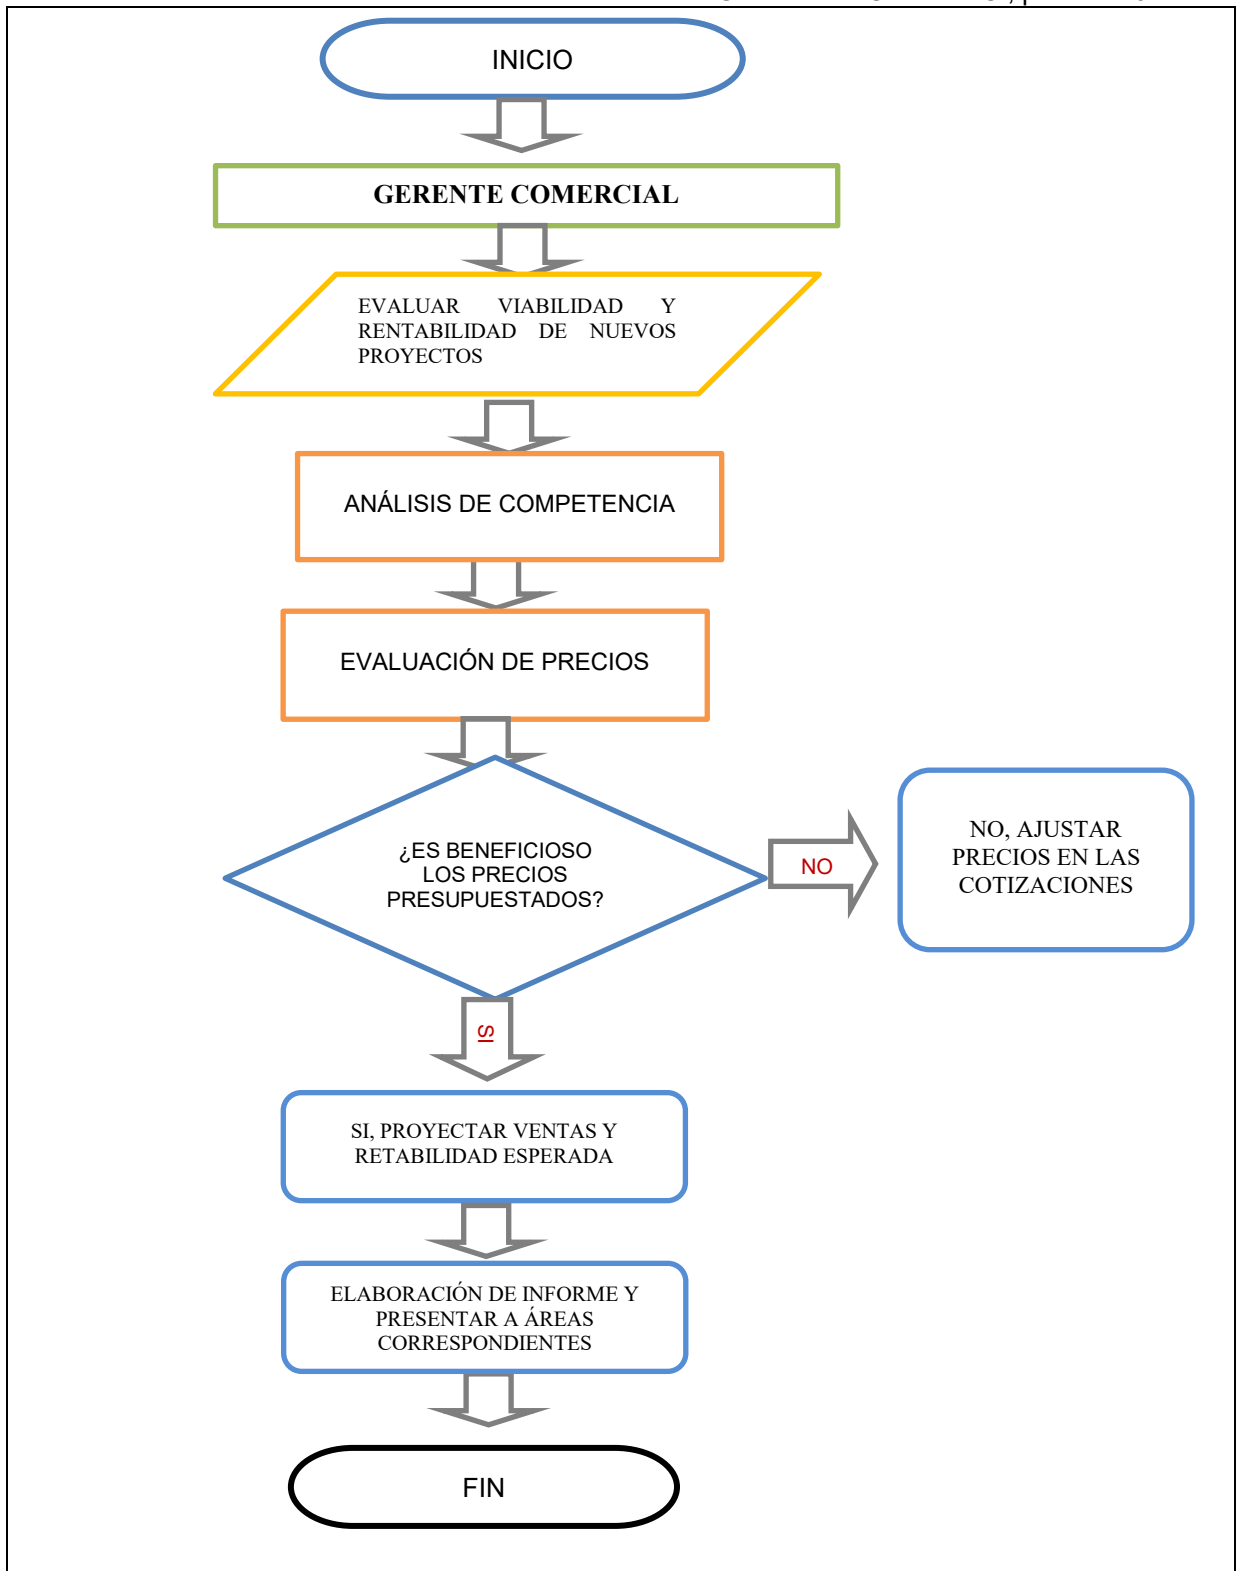 INICIO
GERENTE COMERCIAL
EVALUAR VIABILIDAD Y
RENTABILIDAD DE NUEVOS
PROYECTOS
ANÁLISIS DE COMPETENCIA
EVALUACIÓN DE PRECIOS
¿ES BENEFICIOSO
LOS PRECIOS
PRESUPUESTADOS?
NO
NO, AJUSTAR
PRECIOS EN LAS
COTIZACIONES
SI
SI, PROYECTAR VENTAS Y
RETABILIDAD ESPERADA
ELABORACIÓN DE INFORME Y
PRESENTAR A ÁREAS
CORRESPONDIENTES
FIN